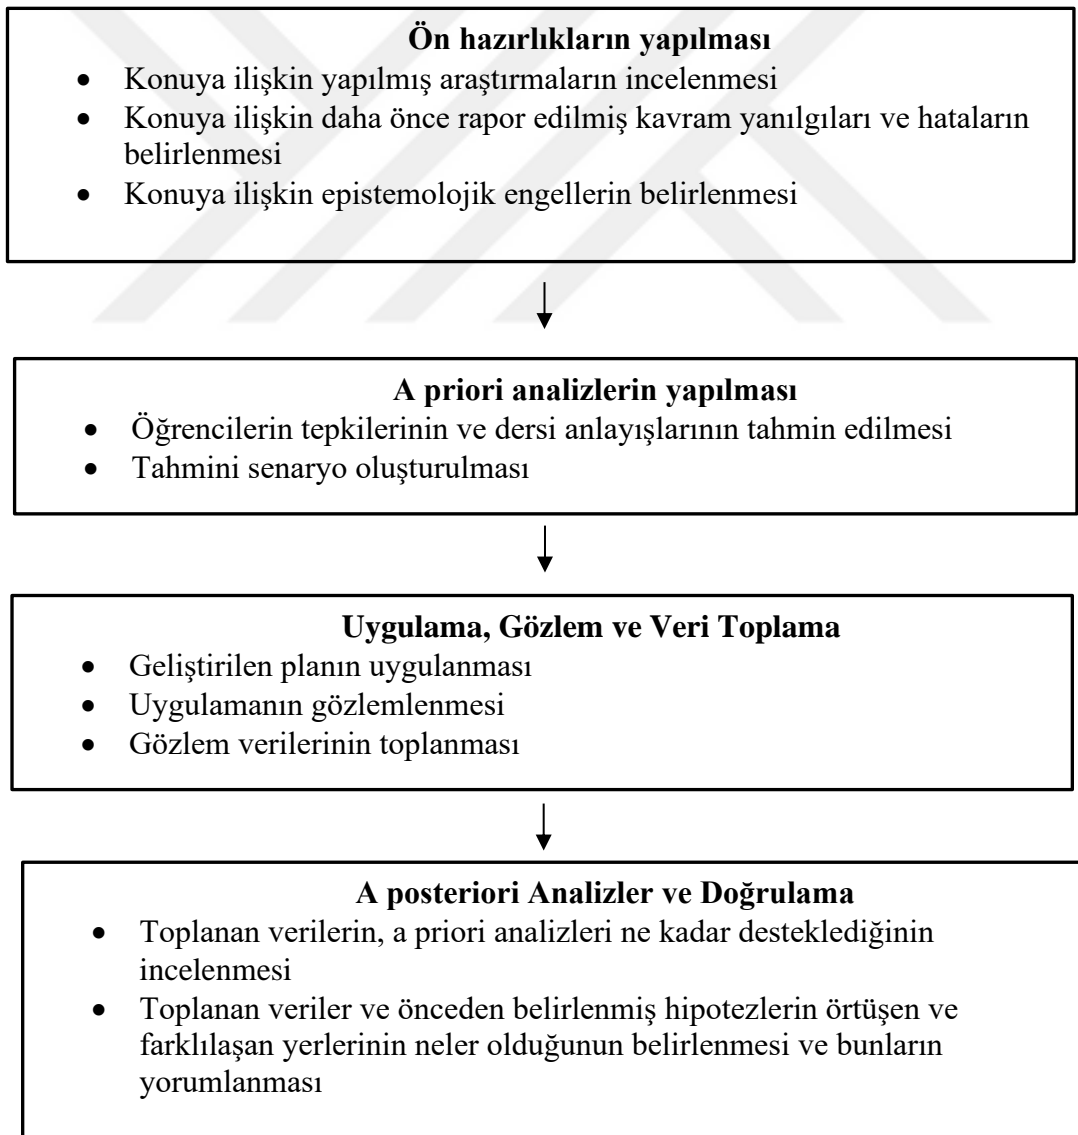 Ön hazırlıkların yapılması
• Konuya ilişkin yapılmış araştırmaların incelenmesi
• Konuya ilişkin daha önce rapor edilmiş kavram yanılgıları ve hataların
belirlenmesi
• Konuya ilişkin epistemolojik engellerin belirlenmesi
A priori analizlerin yapılması
• Öğrencilerin tepkilerinin ve dersi anlayışlarının tahmin edilmesi
• Tahmini senaryo oluşturulması
Uygulama, Gözlem ve Veri Toplama
• Geliştirilen planın uygulanması
• Uygulamanın gözlemlenmesi
• Gözlem verilerinin toplanması
A posteriori Analizler ve Doğrulama
• Toplanan verilerin, a priori analizleri ne kadar desteklediğinin
incelenmesi
• Toplanan veriler ve önceden belirlenmiş hipotezlerin örtüşen ve
farklılaşan yerlerinin neler olduğunun belirlenmesi ve bunların
yorumlanması